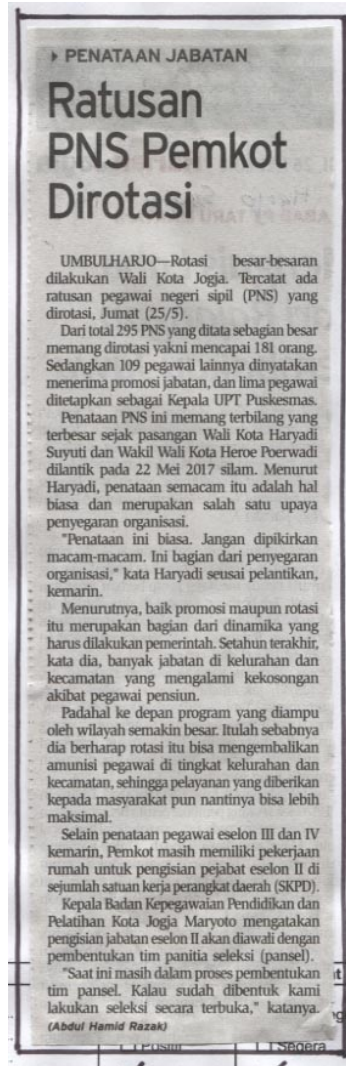 PENATAAN JABATAN
Ratusan
PNS Pemkot
Dirotasi
UMBULHARJO—Rotasi besar-besaran
dilakukan Wali Kota Jogja. Tercatat ada
ratusan pegawai negeri sipil (PNS) yang
dirotasi, Jumat (25/5).
Dari total 295 PNS yang ditata sebagian besar
memang dirotasi yakni mencapai 181 orang.
Sedangkan 109 pegawai lainnya dinyatakan
menerima promosi jabatan, dan lima pegawai
ditetapkan sebagai Kepala UPT Puskesmas.
Penataan PNS ini memang terbilang yang
terbesar sejak pasangan Wali Kota Haryadi
Suyuti dan Wakil Wali Kota Heroe Poerwadi
dilantik pada 22 Mei 2017 silam. Menurut
Haryadi, penataan semacam itu adalah hal
biasa dan merupakan salah satu upaya
penyegaran organisasi.
"Penataan ini biasa. Jangan dipikirkan
macam-macam. Ini bagian dari penyegaran
organisasi," kata Haryadi seusai pelantikan,
kemarin.
Menurutnya, baik promosi maupun rotasi
itu merupakan bagian dari dinamika yang
harus dilakukan pemerintah. Setahun terakhir,
kata dia, banyak jabatan di kelurahan dan
kecamatan yang mengalami kekosongan
akibat pegawai pensiun.
Padahal ke depan program yang diampu
oleh wilayah semakin besar. Itulah sebabnya
dia berharap rotasi itu bisa mengembalikan
amunisi pegawai di tingkat kelurahan dan
kecamatan, sehingga pelayanan yang diberikan
kepada masyarakat pun nantinya bisa lebih
maksimal.
Selain penataan pegawai eselon III dan IV
kemarin, Pemkot masih memiliki pekerjaan
rumah untuk pengisian pejabat eselon II di
sejumlah satuan kerja perangkat daerah (SKPD).
Kepala Badan Kepegawaian Pendidikan dan
Pelatihan Kota Jogja Maryoto mengatakan
pengisian jabatan eselon II akan diawali dengan
pembentukan tim panitia seleksi (pansel).
"Saat ini masih dalam proses pembentukan
tim pansel. Kalau sudah dibentuk kami
lakukan seleksi secara terbuka," katanya.
(Abdul Hamid Razak)
Positif
Segera